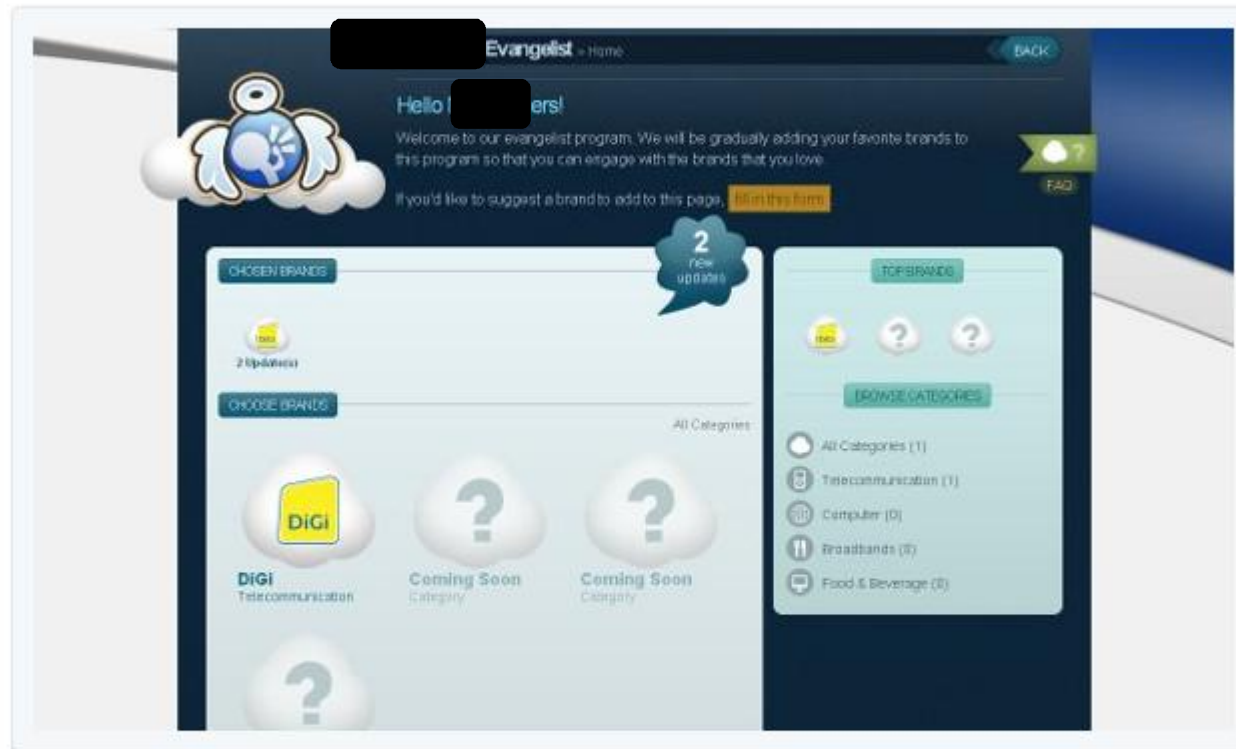 Evangelist » Home
BACK
Hello ers!
Welcome to our evangelist program. We will be gradually adding your favorite brands to
this program so that you can engage with the brands that you love.
If you'd like to suggest a brand to add to this page, fill in this form.
?
FAQ
2
new
updates
CHOSEN BRANDS
DiGi
2 Update(s)
CHOOSE BRANDS
All Categories
DiGi
?
?
DiGi
Coming Soon
Coming Soon
Telecommunication
Category
Category
?
TOP BRANDS
DiGi
?
?
BROWSE CATEGORIES
All Categories (1)
Telecommunication (1)
Computer (0)
Broadbands (0)
Food & Beverage (0)